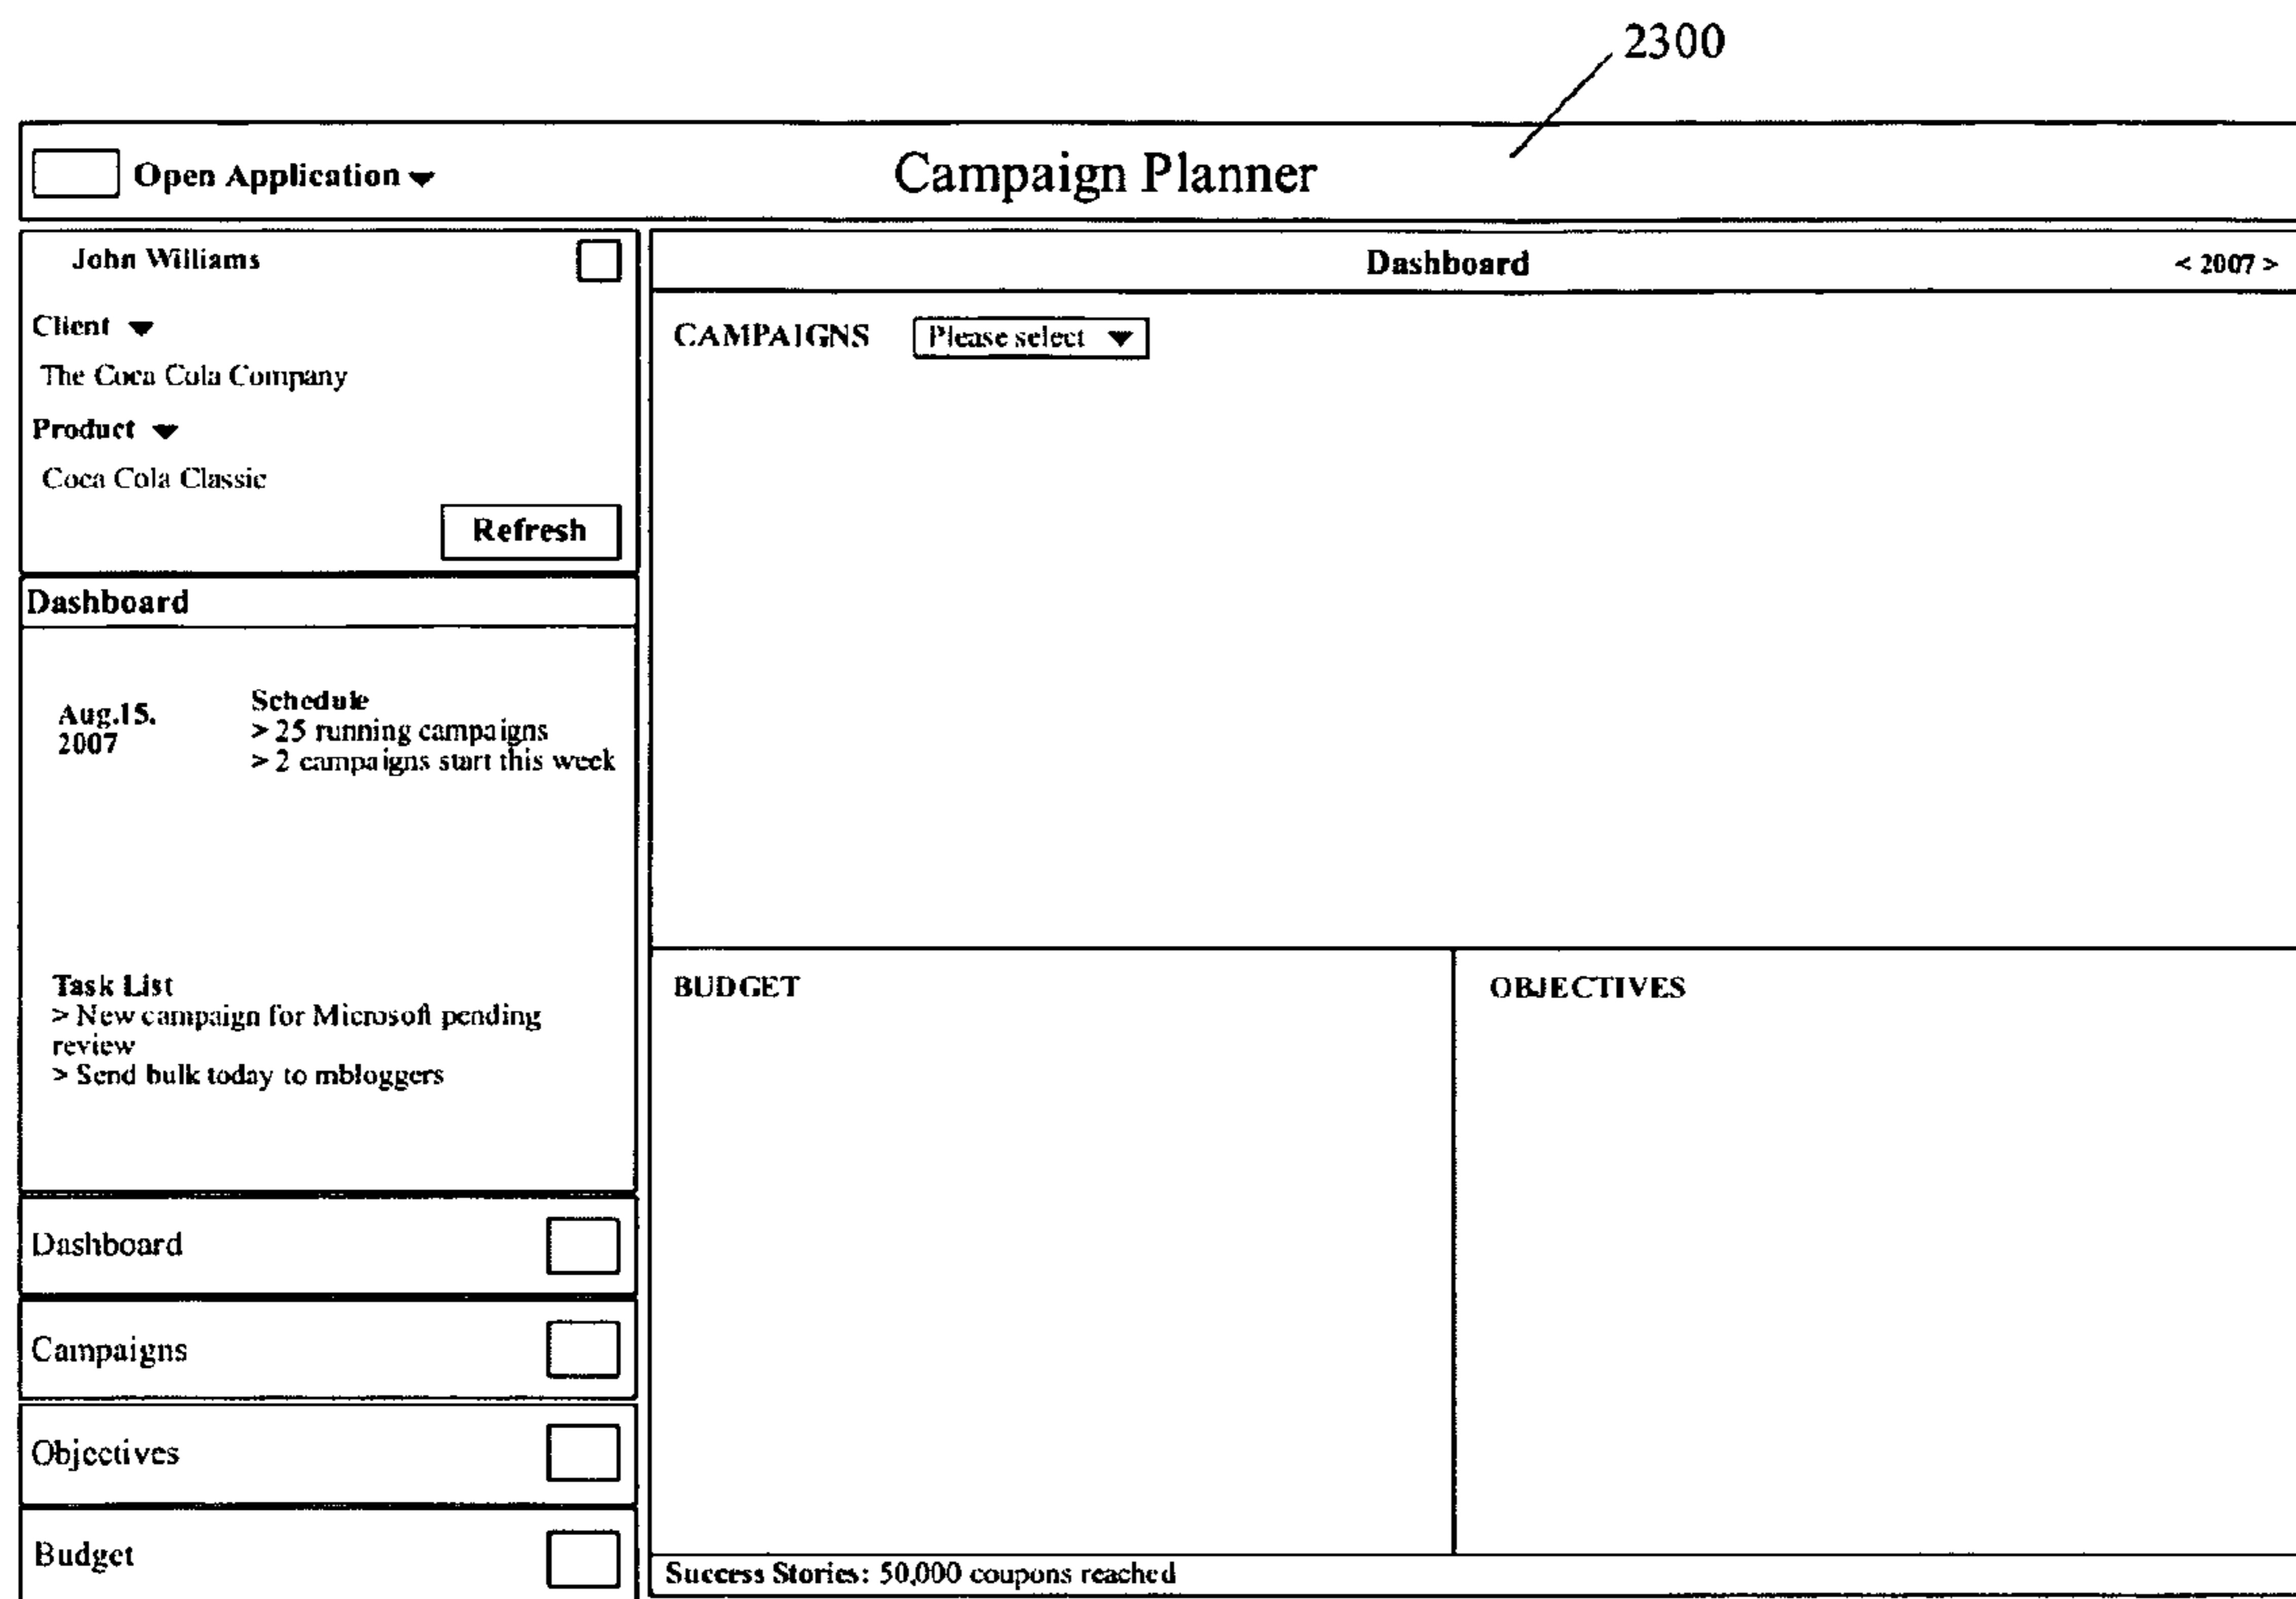 2300
Open Application
Campaign Planner
John Williams
Client
The Coca Cola Company
Product
Coca Cola Classic
Refresh
Dashboard
Aug.15.
2007
Schedule
> 25 running campaigns
> 2 campaigns start this week
Task List
> New campaign for Microsoft pending
review
> Send bulk today to mbloggers
Dashboard
Campaigns
Objectives
Budget
Dashboard
< 2007 >
CAMPAIGNS
Please select
BUDGET
OBJECTIVES
Success Stories: 50,000 coupons reached